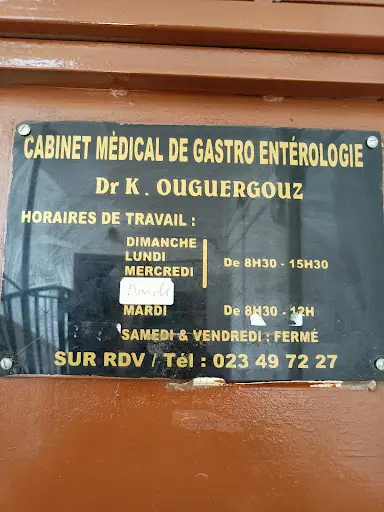 CABINET MÈDICAL DE GASTRO ENTÉROLOGIE
Dr K. OUGUERGOUZ
HORAIRES DE TRAVAIL :
DIMANCHE
LUNDI
MERCREDI
De 8H30 - 15H30
MARDI
De 8H30 - 12H
SAMEDI & VENDREDI : FERMÉ
SUR RDV / Tél : 023 49 72 27